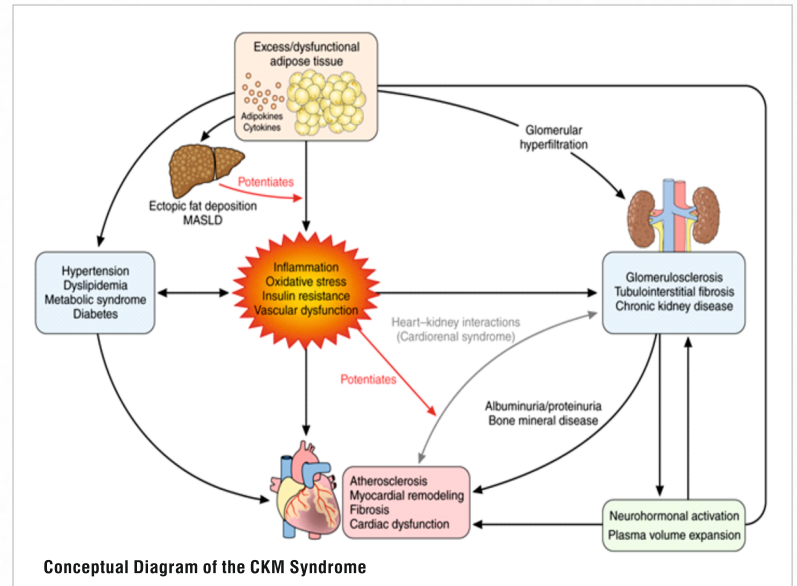 Excess/dysfunctional
adipose tissue
Adipokines
Cytokines
Glomerular
hyperfiltration
Potentiates
Ectopic fat deposition
MASLD
Hypertension
Dyslipidemia
Metabolic syndrome
Diabetes
Inflammation
Oxidative stress
Insulin resistance
Vascular dysfunction
Glomerulosclerosis
Tubulointerstitial fibrosis
Chronic kidney disease
Heart–kidney interactions
(Cardiorenal syndrome)
Potentiates
Albuminuria/proteinuria
Bone mineral disease
Atherosclerosis
Myocardial remodeling
Fibrosis
Cardiac dysfunction
Neurohormonal activation
Plasma volume expansion
Conceptual Diagram of the CKM Syndrome